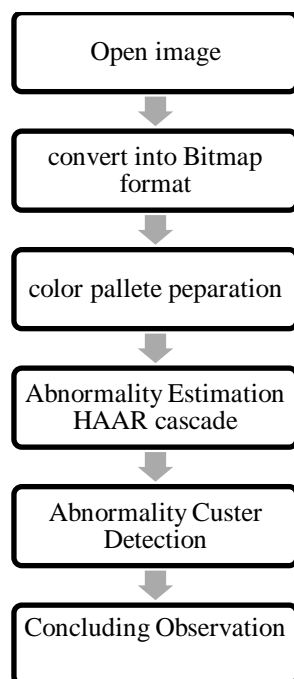 Open image
convert into Bitmap
format
color pallete peparation
Abnormality Estimation
HAAR cascade
Abnormality Custer
Detection
Concluding Observation